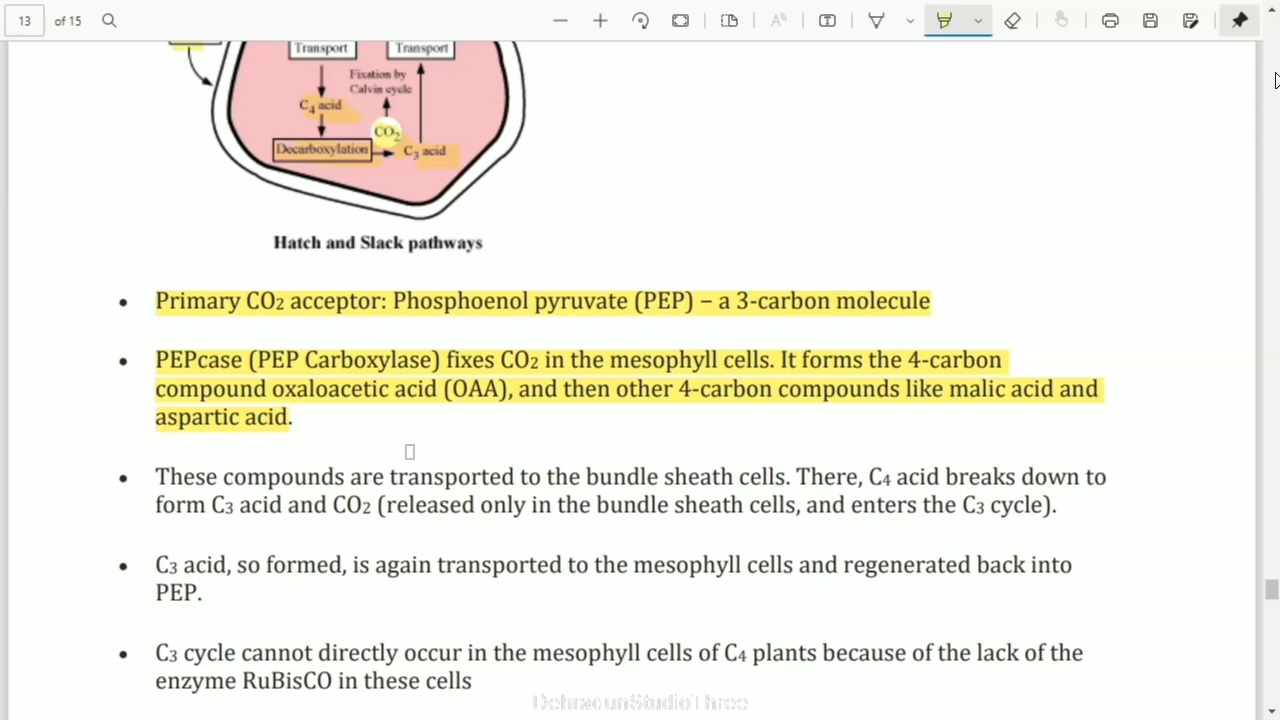 13 of 15
Transport Transport
Fixation by
Calvin cycle
C4 acid
CO2
Decarboxylation C3 acid
Hatch and Slack pathways
• Primary CO2 acceptor: Phosphoenol pyruvate (PEP) – a 3-carbon molecule
• PEPcase (PEP Carboxylase) fixes CO2 in the mesophyll cells. It forms the 4-carbon
compound oxaloacetic acid (OAA), and then other 4-carbon compounds like malic acid and
aspartic acid.
• These compounds are transported to the bundle sheath cells. There, C4 acid breaks down to
form C3 acid and CO2 (released only in the bundle sheath cells, and enters the C3 cycle).
• C3 acid, so formed, is again transported to the mesophyll cells and regenerated back into
PEP.
• C3 cycle cannot directly occur in the mesophyll cells of C4 plants because of the lack of the
enzyme RuBisCO in these cells
DehradunStudioThree